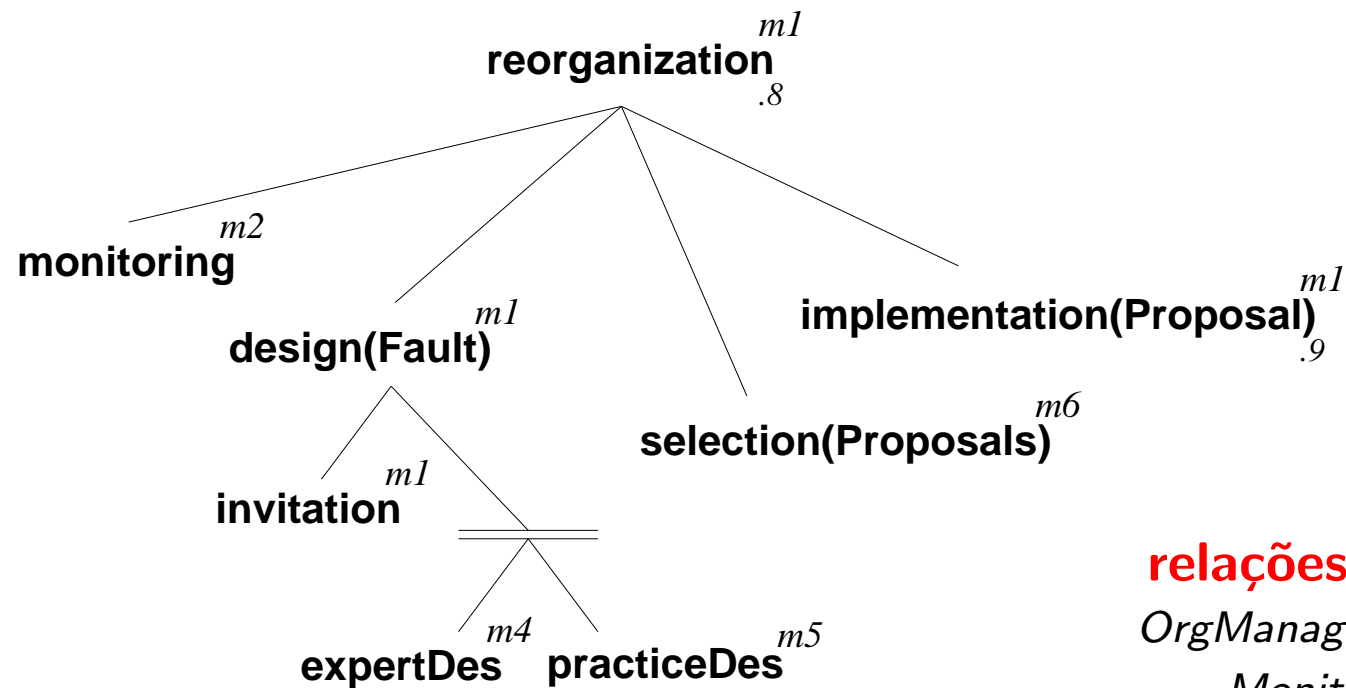 reorganization m1 .8
monitoring m2
design(Fault) m1
implementation(Proposal) m1 .9
selection(Proposals) m6
invitation m1
expertDes m4 practiceDes m5
relações
OrgManag
Monit